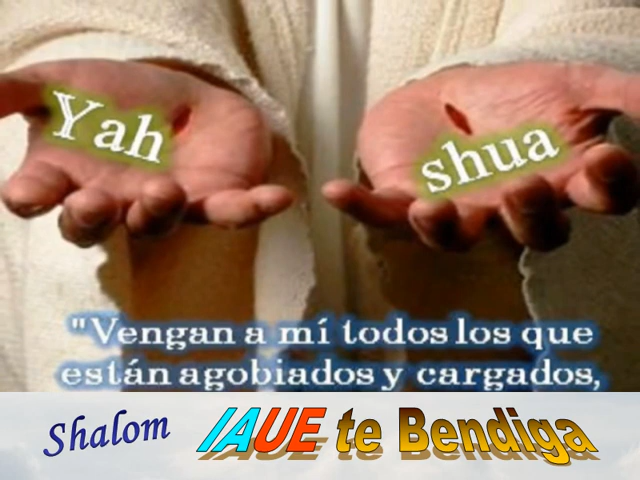 Yah shua
"Vengan a mí todos los que
están agobiados y cargados,
Shalom IAUE te Bendiga